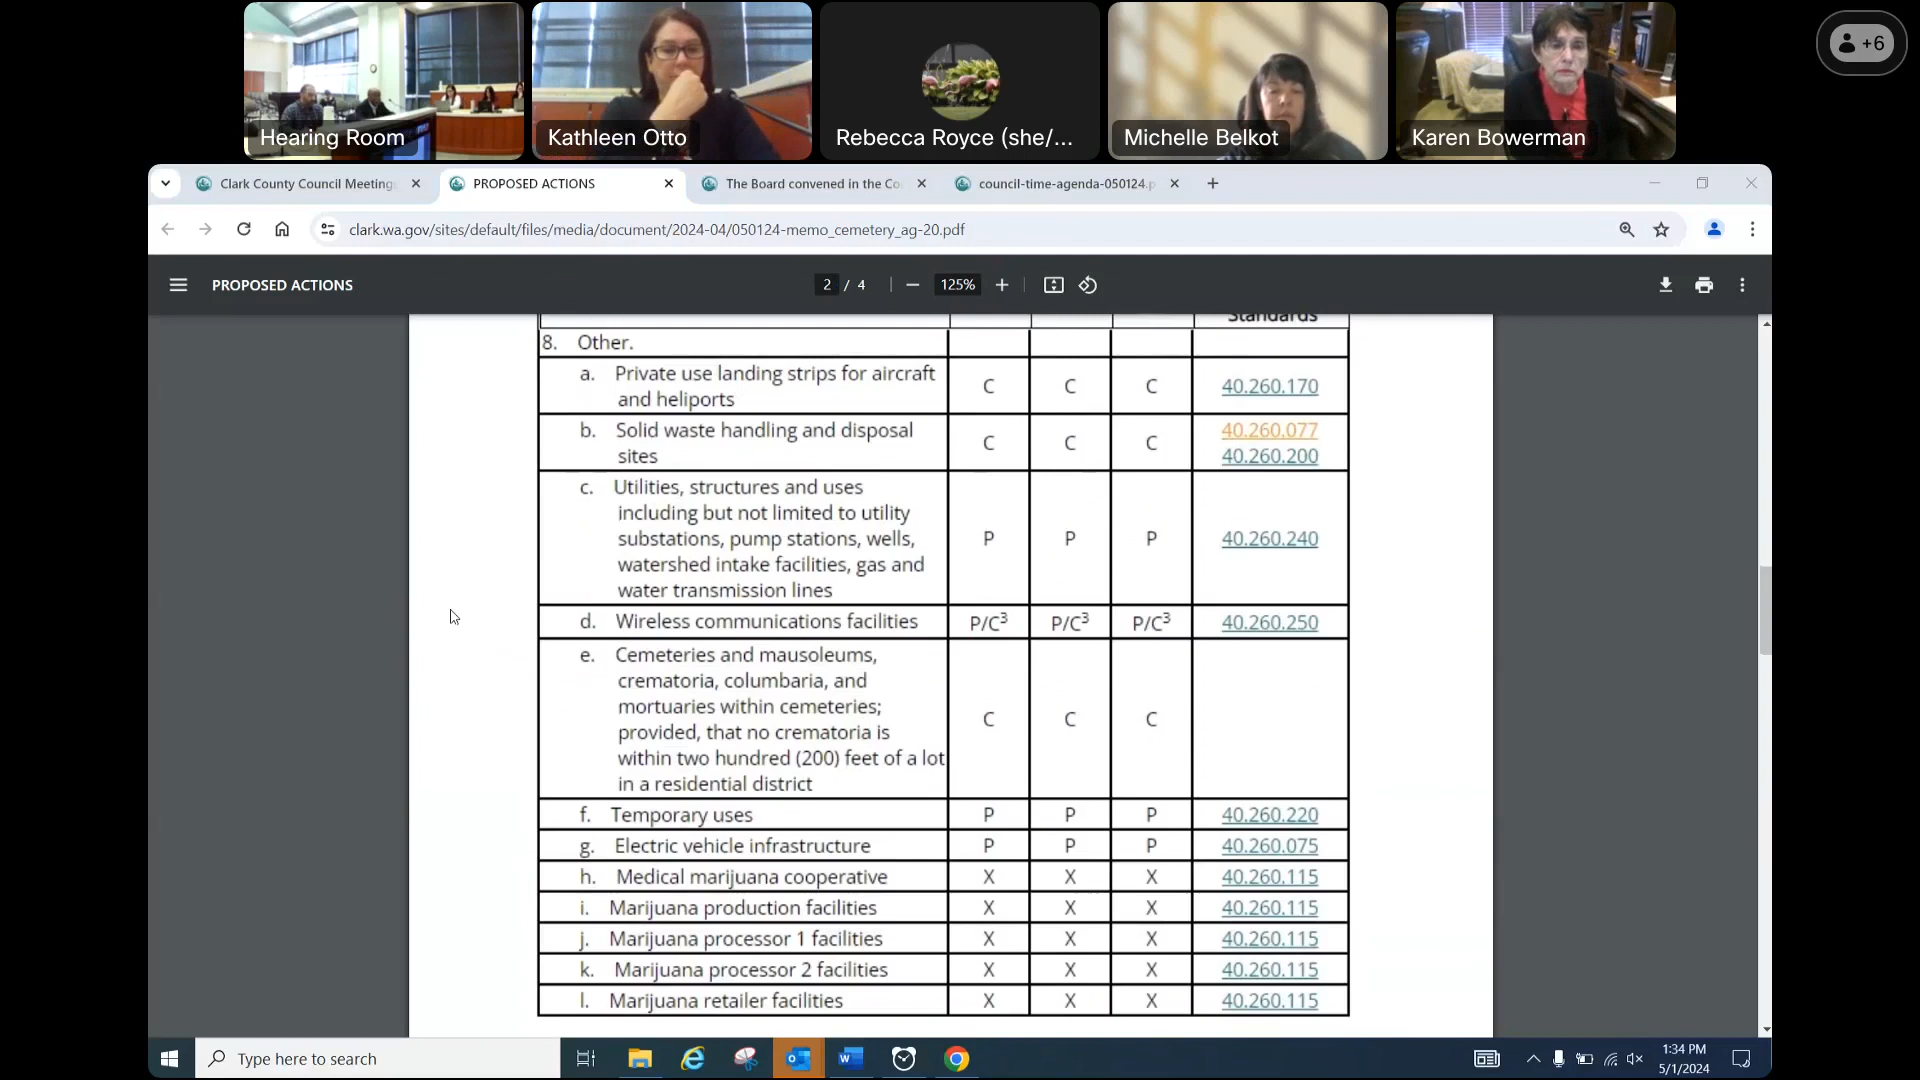 +6
Hearing Room
Kathleen Otto
Rebecca Royce (she/...
Michelle Belkot
Karen Bowerman
Clark County Council Meeting
PROPOSED ACTIONS
The Board convened in the Co
council-time-agenda-050124.p
clark.wa.gov/sites/default/files/media/document/2024-04/050124-memo_cemetery_ag-20.pdf
PROPOSED ACTIONS
2 / 4
125%
Standards
8. Other.
a. Private use landing strips for aircraft
and heliports
C C C 40.260.170
b. Solid waste handling and disposal
sites
C C C 40.260.077
40.260.200
c. Utilities, structures and uses
including but not limited to utility
substations, pump stations, wells,
watershed intake facilities, gas and
water transmission lines
P P P 40.260.240
d. Wireless communications facilities P/C³ P/C³ P/C³ 40.260.250
e. Cemeteries and mausoleums,
crematoria, columbaria, and
mortuaries within cemeteries;
provided, that no crematoria is
within two hundred (200) feet of a lot
in a residential district
C C C
f. Temporary uses P P P 40.260.220
g. Electric vehicle infrastructure P P P 40.260.075
h. Medical marijuana cooperative X X X 40.260.115
i. Marijuana production facilities X X X 40.260.115
j. Marijuana processor 1 facilities X X X 40.260.115
k. Marijuana processor 2 facilities X X X 40.260.115
l. Marijuana retailer facilities X X X 40.260.115
Type here to search
1:34 PM
5/1/2024